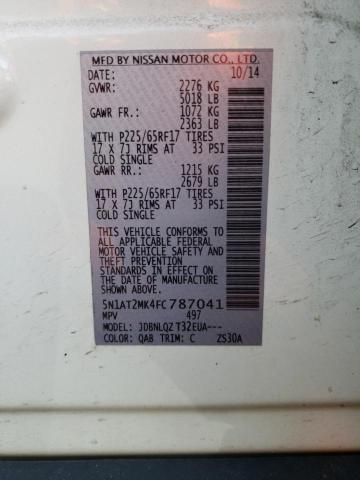 MFD BY NISSAN MOTOR CO., LTD.
DATE: 10/14
GVWR: 2276 KG
5018 LB
GAWR FR.: 1072 KG
2363 LB
WITH P225/65RF17 TIRES
17 X 7J RIMS AT 33 PSI
COLD SINGLE
GAWR RR.: 1215 KG
2679 LB
WITH P225/65RF17 TIRES
17 X 7J RIMS AT 33 PSI
COLD SINGLE
THIS VEHICLE CONFORMS TO
ALL APPLICABLE FEDERAL
MOTOR VEHICLE SAFETY AND
THEFT PREVENTION
STANDARDS IN EFFECT ON
THE DATE OF MANUFACTURE
SHOWN ABOVE.
5N1AT2MK4FC787041
MPV 497
MODEL: JDBNLQZ T32EUA---
COLOR: QAB TRIM: C ZS30A